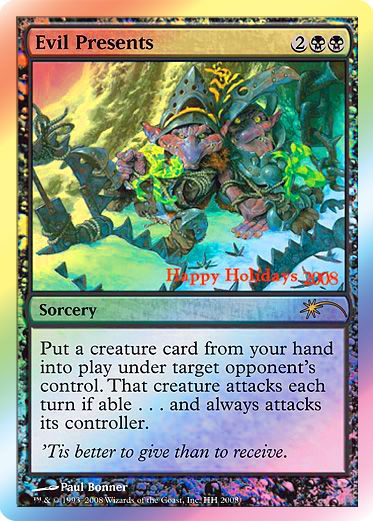 Evil Presents 2
Happy Holidays 2008
Sorcery
Put a creature card from your hand
into play under target opponent's
control. That creature attacks each
turn if able . . . and always attacks
its controller.
'Tis better to give than to receive.
Paul Bonner
™ & © 1993–2008 Wizards of the Coast, Inc. HH 2008